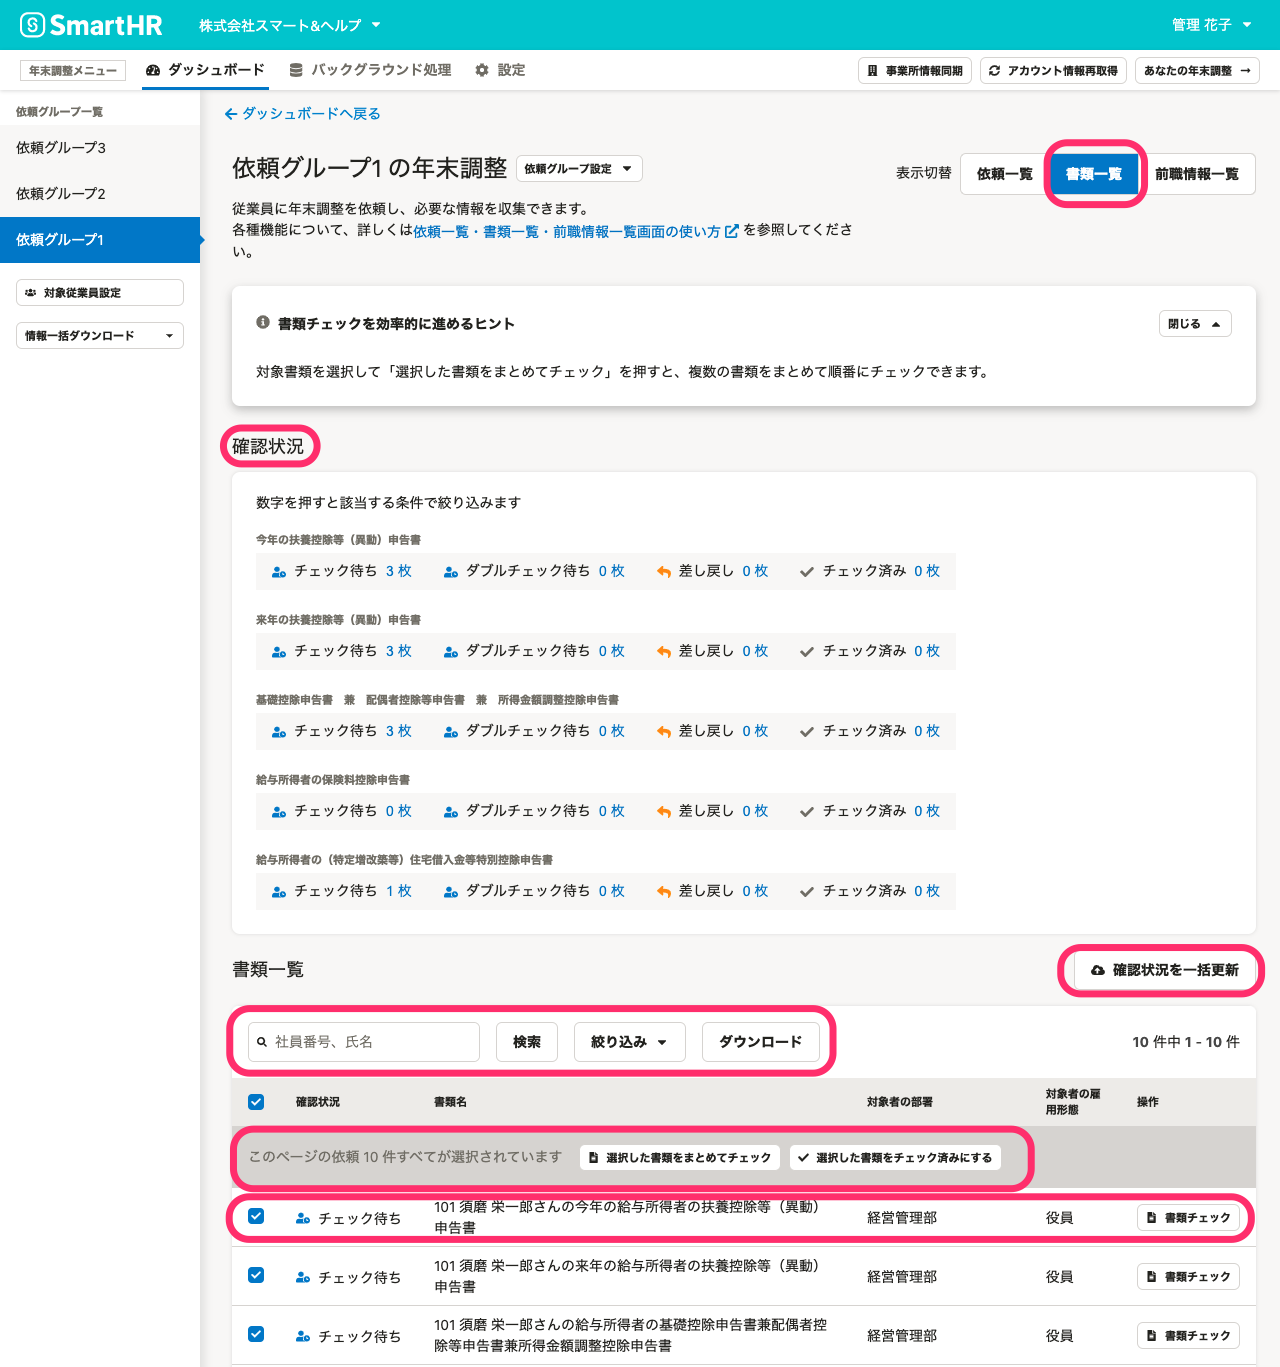 SmartHR
株式会社スマート&ヘルプ
管理 花子
年末調整メニュー
ダッシュボード
バックグラウンド処理
設定
事業所情報同期
アカウント情報再取得
あなたの年末調整 →
依頼グループ一覧
依頼グループ3
依頼グループ2
依頼グループ1
対象従業員設定
情報一括ダウンロード
← ダッシュボードへ戻る
依頼グループ1 の年末調整
依頼グループ設定
表示切替
依頼一覧
書類一覧
前職情報一覧
従業員に年末調整を依頼し、必要な情報を収集できます。
各種機能について、詳しくは依頼一覧・書類一覧・前職情報一覧画面の使い方 を参照してくださ
い。
書類チェックを効率的に進めるヒント
閉じる
対象書類を選択して「選択した書類をまとめてチェック」を押すと、複数の書類をまとめて順番にチェックできます。
確認状況
数字を押すと該当する条件で絞り込みます
今年の扶養控除等（異動）申告書
チェック待ち 3 枚 ダブルチェック待ち 0 枚 差し戻し 0 枚 チェック済み 0 枚
来年の扶養控除等（異動）申告書
チェック待ち 3 枚 ダブルチェック待ち 0 枚 差し戻し 0 枚 チェック済み 0 枚
基礎控除申告書　兼　配偶者控除等申告書　兼　所得金額調整控除申告書
チェック待ち 3 枚 ダブルチェック待ち 0 枚 差し戻し 0 枚 チェック済み 0 枚
給与所得者の保険料控除申告書
チェック待ち 0 枚 ダブルチェック待ち 0 枚 差し戻し 0 枚 チェック済み 0 枚
給与所得者の（特定増改築等）住宅借入金等特別控除申告書
チェック待ち 1 枚 ダブルチェック待ち 0 枚 差し戻し 0 枚 チェック済み 0 枚
書類一覧
確認状況を一括更新
社員番号、氏名
検索
絞り込み
ダウンロード
10 件中 1 - 10 件
確認状況
書類名
対象者の部署
対象者の雇
用形態
操作
このページの依頼 10 件すべてが選択されています
選択した書類をまとめてチェック
選択した書類をチェック済みにする
チェック待ち
101 須磨 栄一郎さんの今年の給与所得者の扶養控除等（異動）
申告書
経営管理部
役員
書類チェック
チェック待ち
101 須磨 栄一郎さんの来年の給与所得者の扶養控除等（異動）
申告書
経営管理部
役員
書類チェック
チェック待ち
101 須磨 栄一郎さんの給与所得者の基礎控除申告書兼配偶者控
除等申告書兼所得金額調整控除申告書
経営管理部
役員
書類チェック